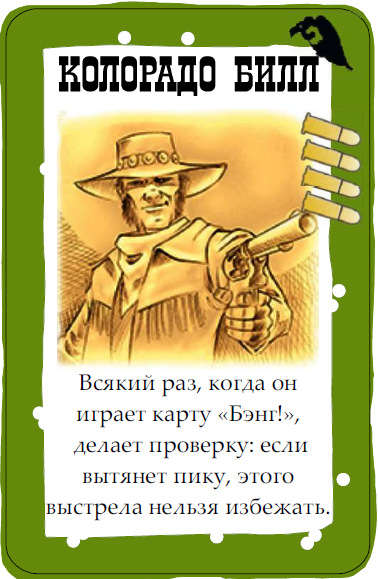 КОЛОРАДО БИЛЛ
Всякий раз, когда он
играет карту «Бэнг!»,
делает проверку: если
вытянет пику, этого
выстрела нельзя избежать.